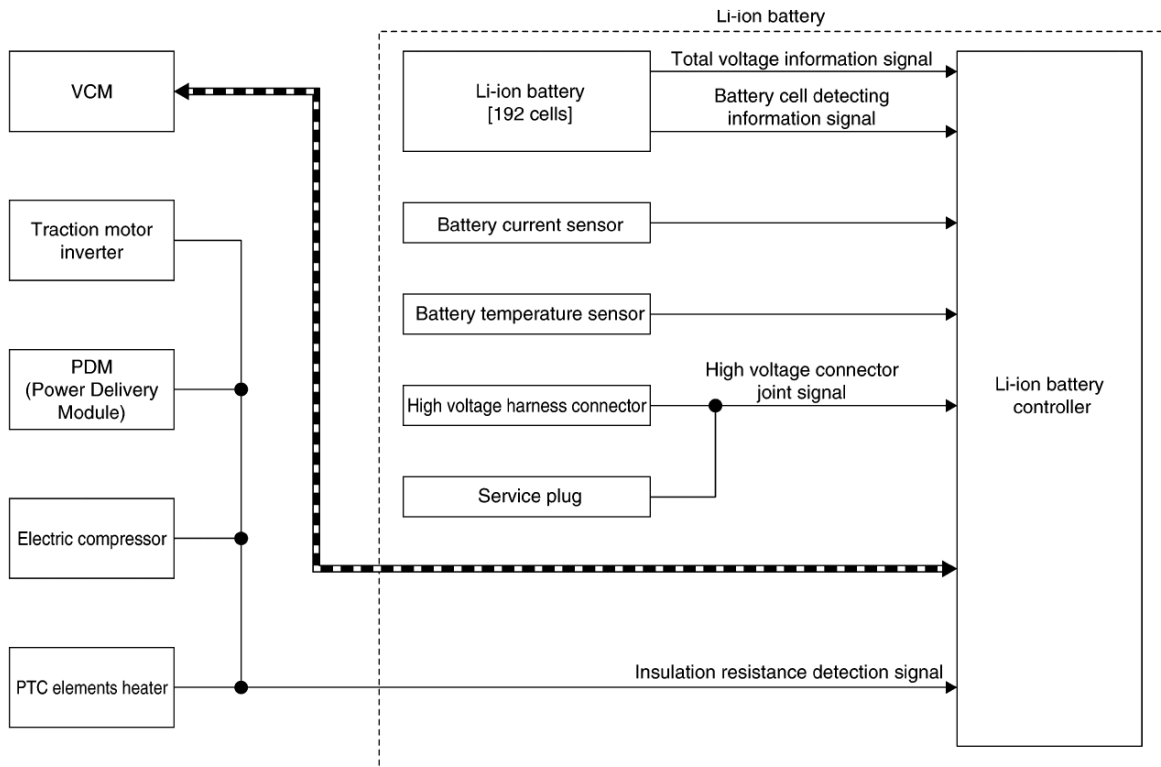 Li-ion battery
VCM
Li-ion battery
[192 cells]
Total voltage information signal
Battery cell detecting
information signal
Traction motor
inverter
Battery current sensor
Battery temperature sensor
PDM
(Power Delivery
Module)
High voltage harness connector
High voltage connector
joint signal
Li-ion battery
controller
Service plug
Electric compressor
PTC elements heater
Insulation resistance detection signal